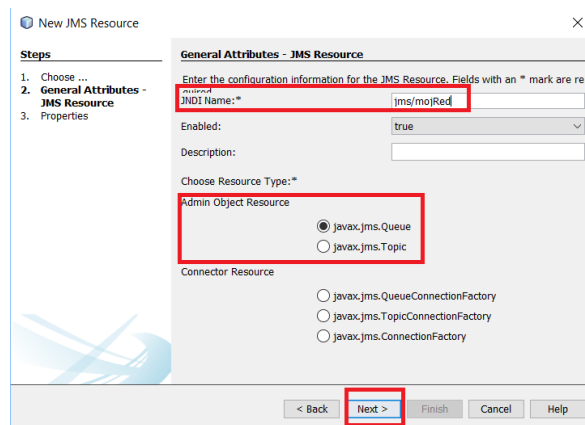 New JMS Resource
Steps
1. Choose ...
2. General Attributes -
JMS Resource
3. Properties
General Attributes - JMS Resource
Enter the configuration information for the JMS Resource. Fields with an * mark are re
quired
JNDI Name:* jms/mojRed
Enabled: true
Description:
Choose Resource Type:*
Admin Object Resource
javax.jms.Queue
javax.jms.Topic
Connector Resource
javax.jms.QueueConnectionFactory
javax.jms.TopicConnectionFactory
javax.jms.ConnectionFactory
< Back Next > Finish Cancel Help